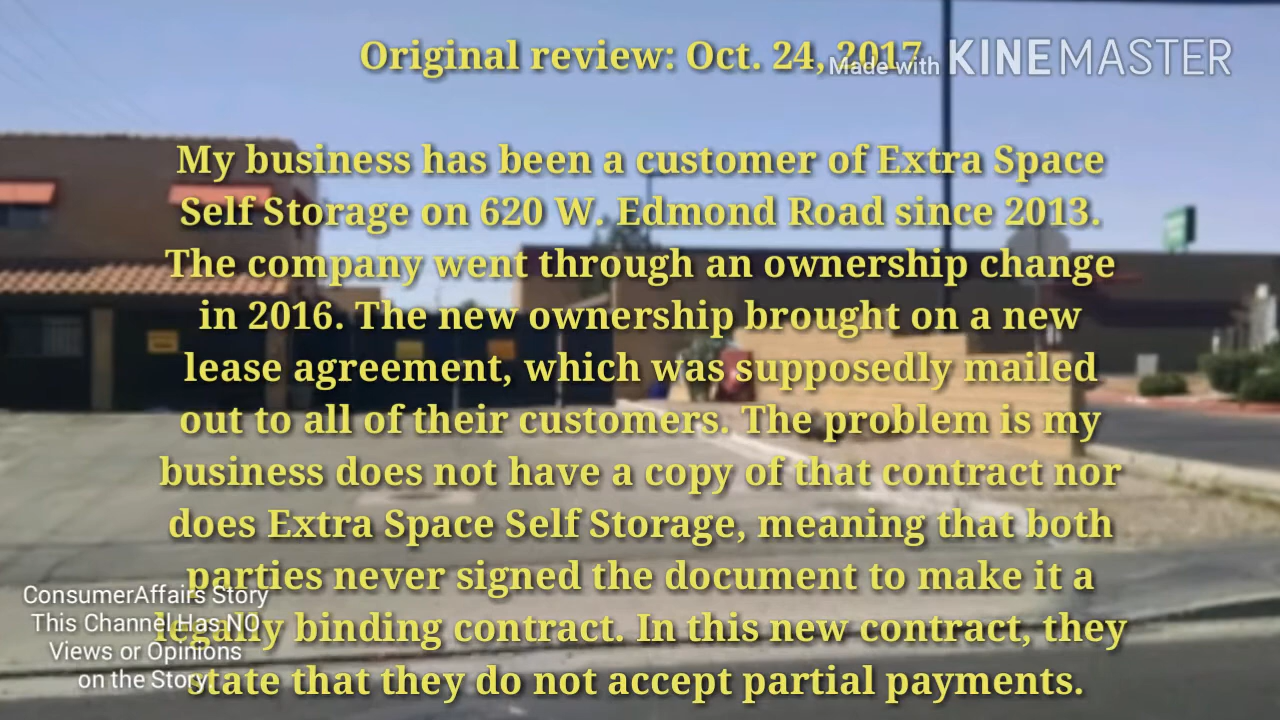 Original review: Oct. 24, 2017
Made with KINEMASTER
My business has been a customer of Extra Space
Self Storage on 620 W. Edmond Road since 2013.
The company went through an ownership change
in 2016. The new ownership brought on a new
lease agreement, which was supposedly mailed
out to all of their customers. The problem is my
business does not have a copy of that contract nor
does Extra Space Self Storage, meaning that both
parties never signed the document to make it a
legally binding contract. In this new contract, they
state that they do not accept partial payments.
ConsumerAffairs Story
This Channel Has NO
Views or Opinions
on the Story